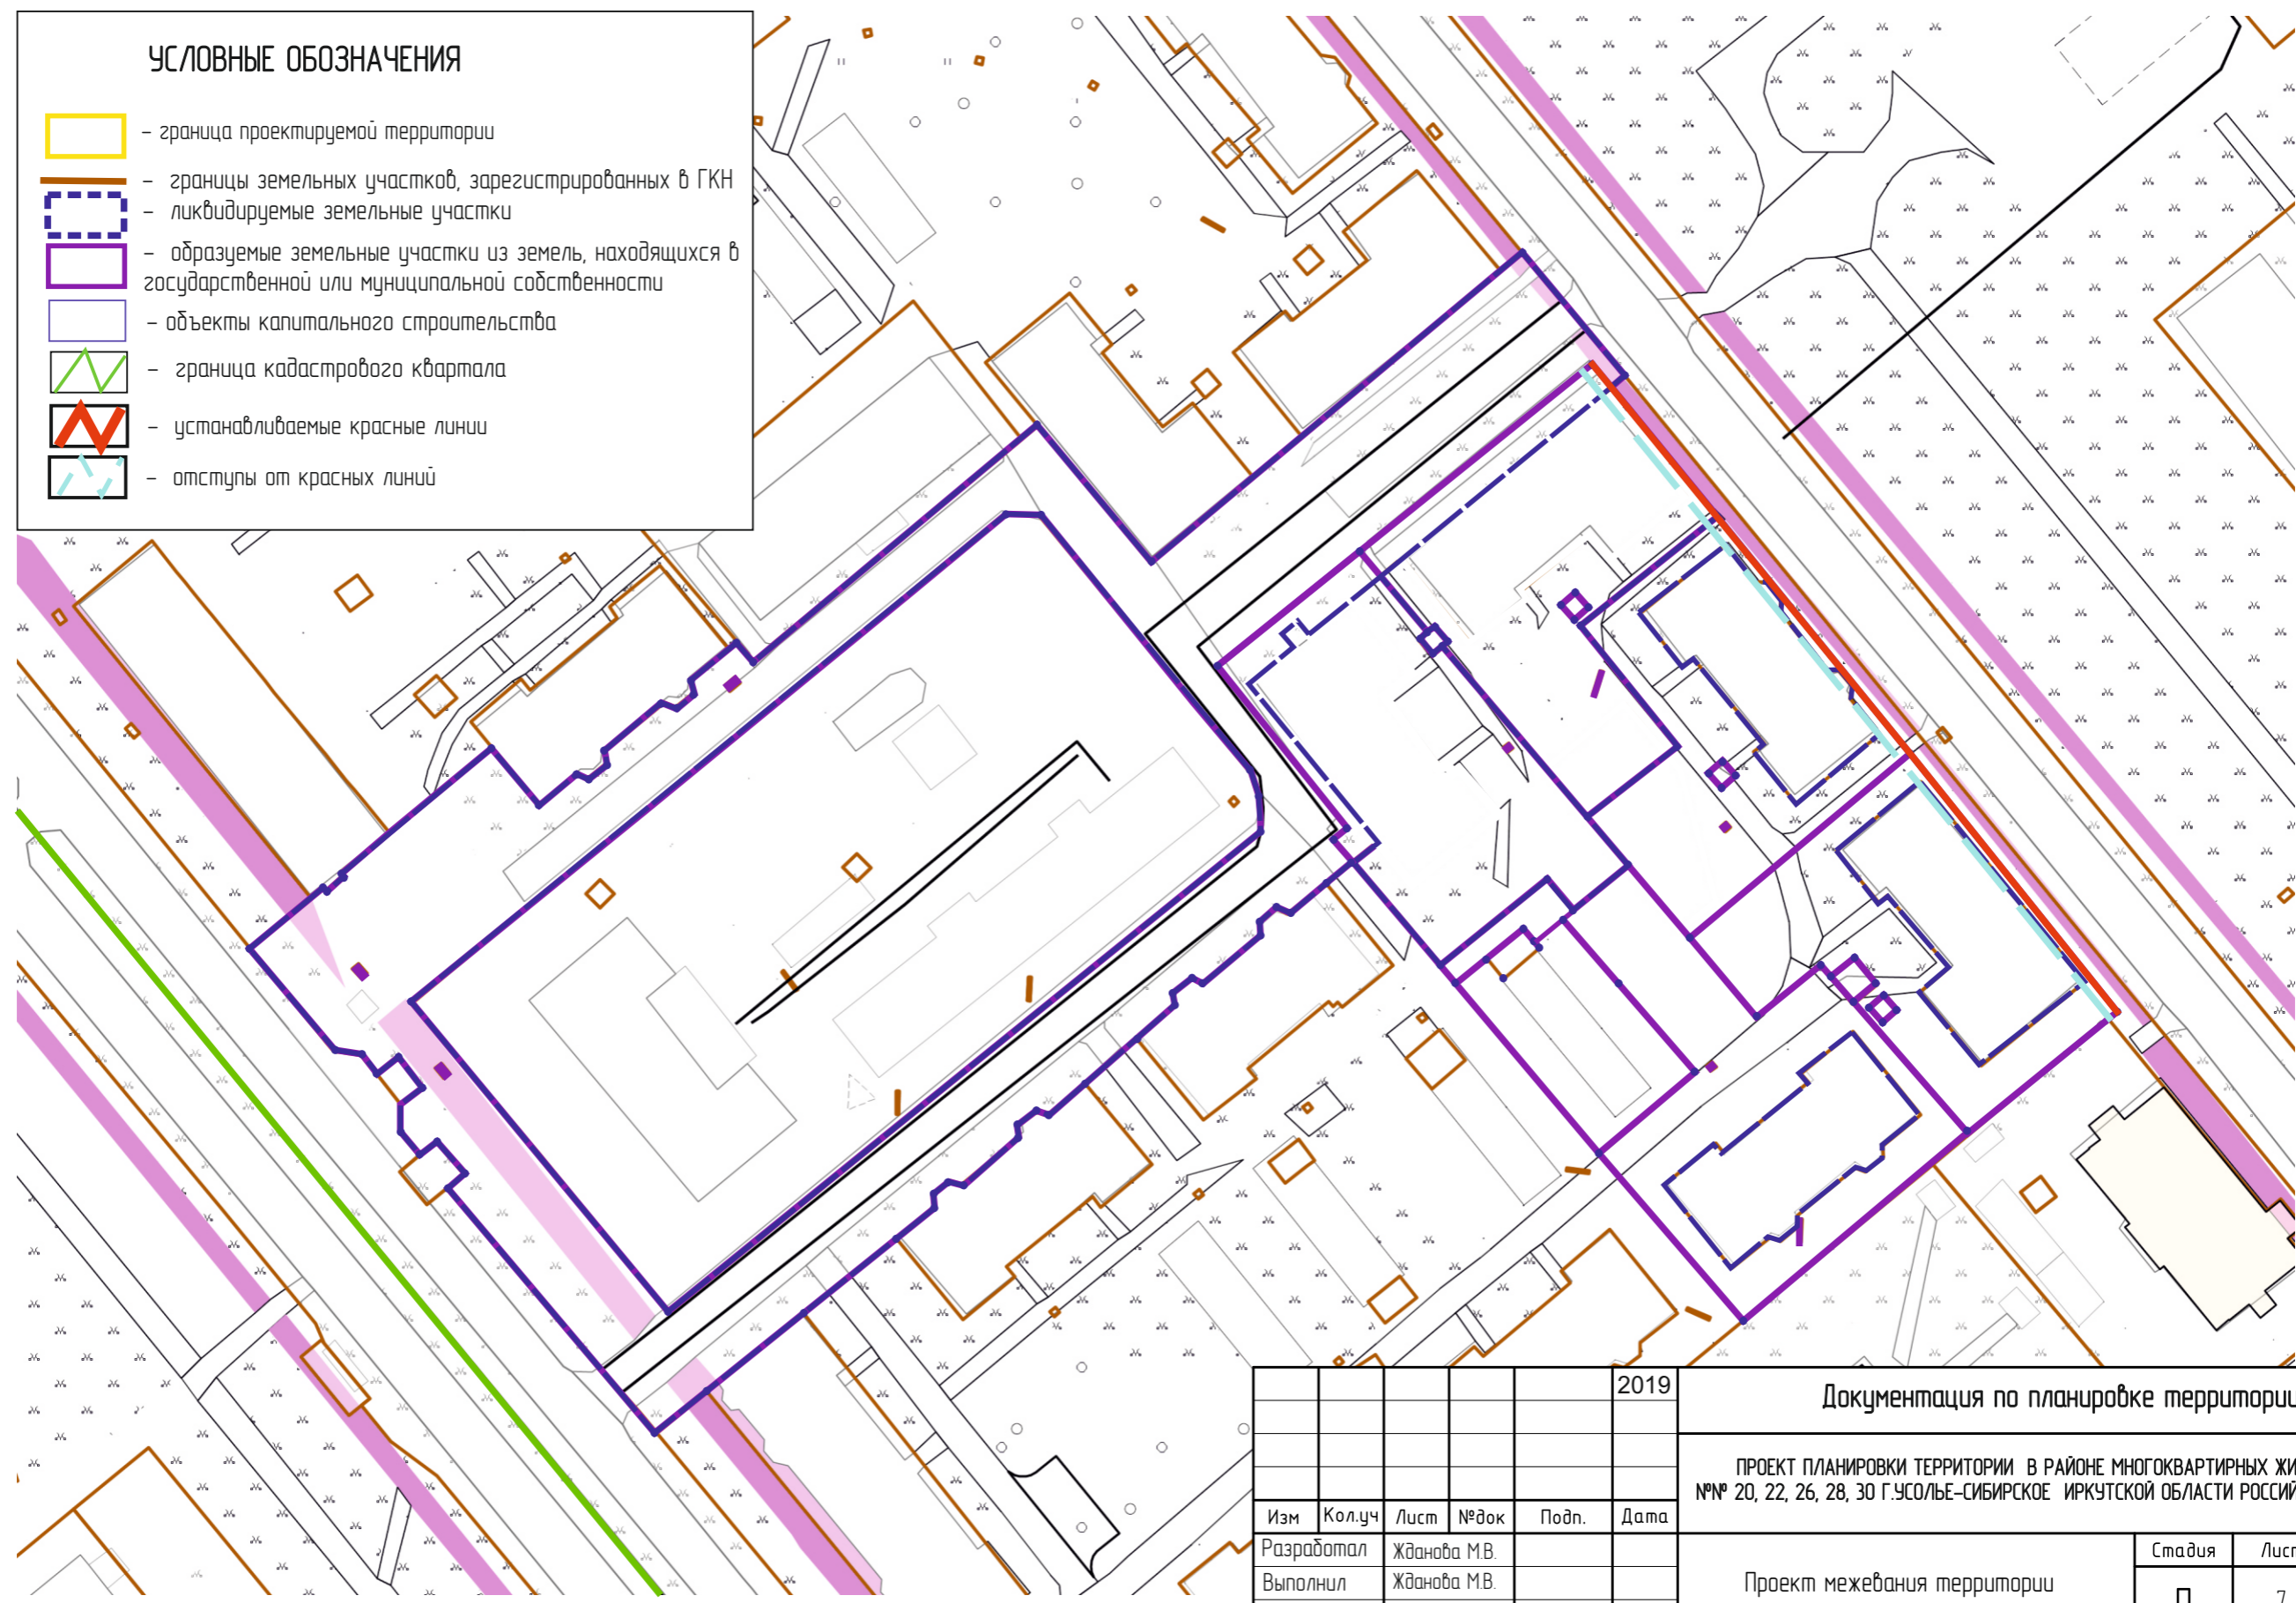 УСЛОВНЫЕ ОБОЗНАЧЕНИЯ
– граница проектируемой территории
– границы земельных участков, зарегистрированных в ГКН
– ликвидируемые земельные участки
– образуемые земельные участки из земель, находящихся в
государственной или муниципальной собственности
– объекты капитального строительства
– граница кадастрового квартала
– устанавливаемые красные линии
– отступы от красных линий
2019
Документация по планировке территории
ПРОЕКТ ПЛАНИРОВКИ ТЕРРИТОРИИ В РАЙОНЕ МНОГОКВАРТИРНЫХ ЖИ
№№ 20, 22, 26, 28, 30 Г.УСОЛЬЕ-СИБИРСКОЕ ИРКУТСКОЙ ОБЛАСТИ РОССИЙ
Изм Кол.уч Лист №док Подп. Дата
Разработал Жданова М.В.
Стадия Лист
Выполнил Жданова М.В.
Проект межевания территории
П 7